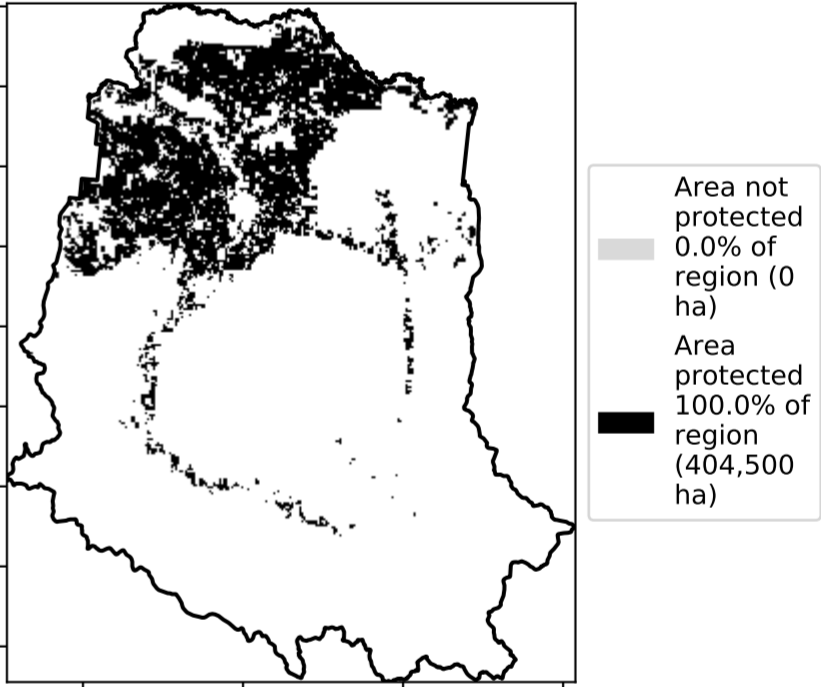 Area not
protected
0.0% of
region (0
ha)
Area
protected
100.0% of
region
(404,500
ha)